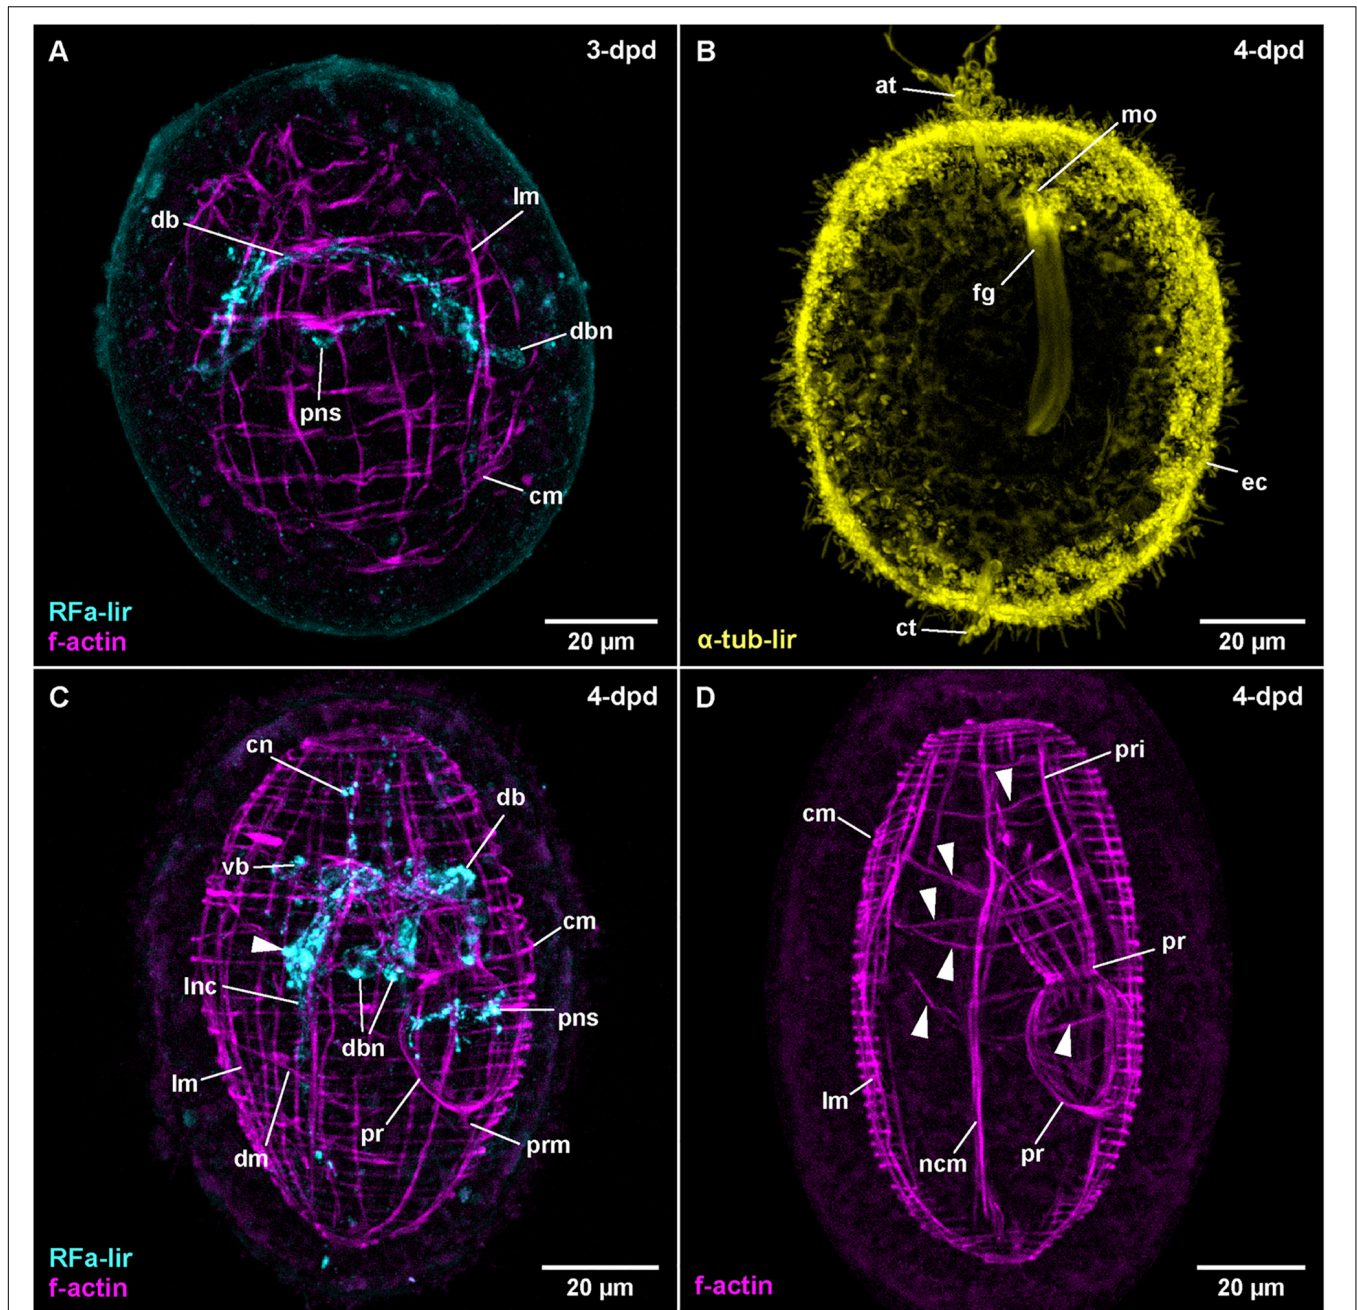 A
3-dpd
db
lm
dbn
pns
cm
RFa-lir
f-actin
20 µm
B
4-dpd
at
mo
fg
ec
ct
α-tub-lir
20 µm
C
4-dpd
cn
db
vb
cm
lnc
pns
dbn
lm
pr
dm
prm
RFa-lir
f-actin
20 µm
D
4-dpd
pri
cm
pr
lm
ncm
pr
f-actin
20 µm